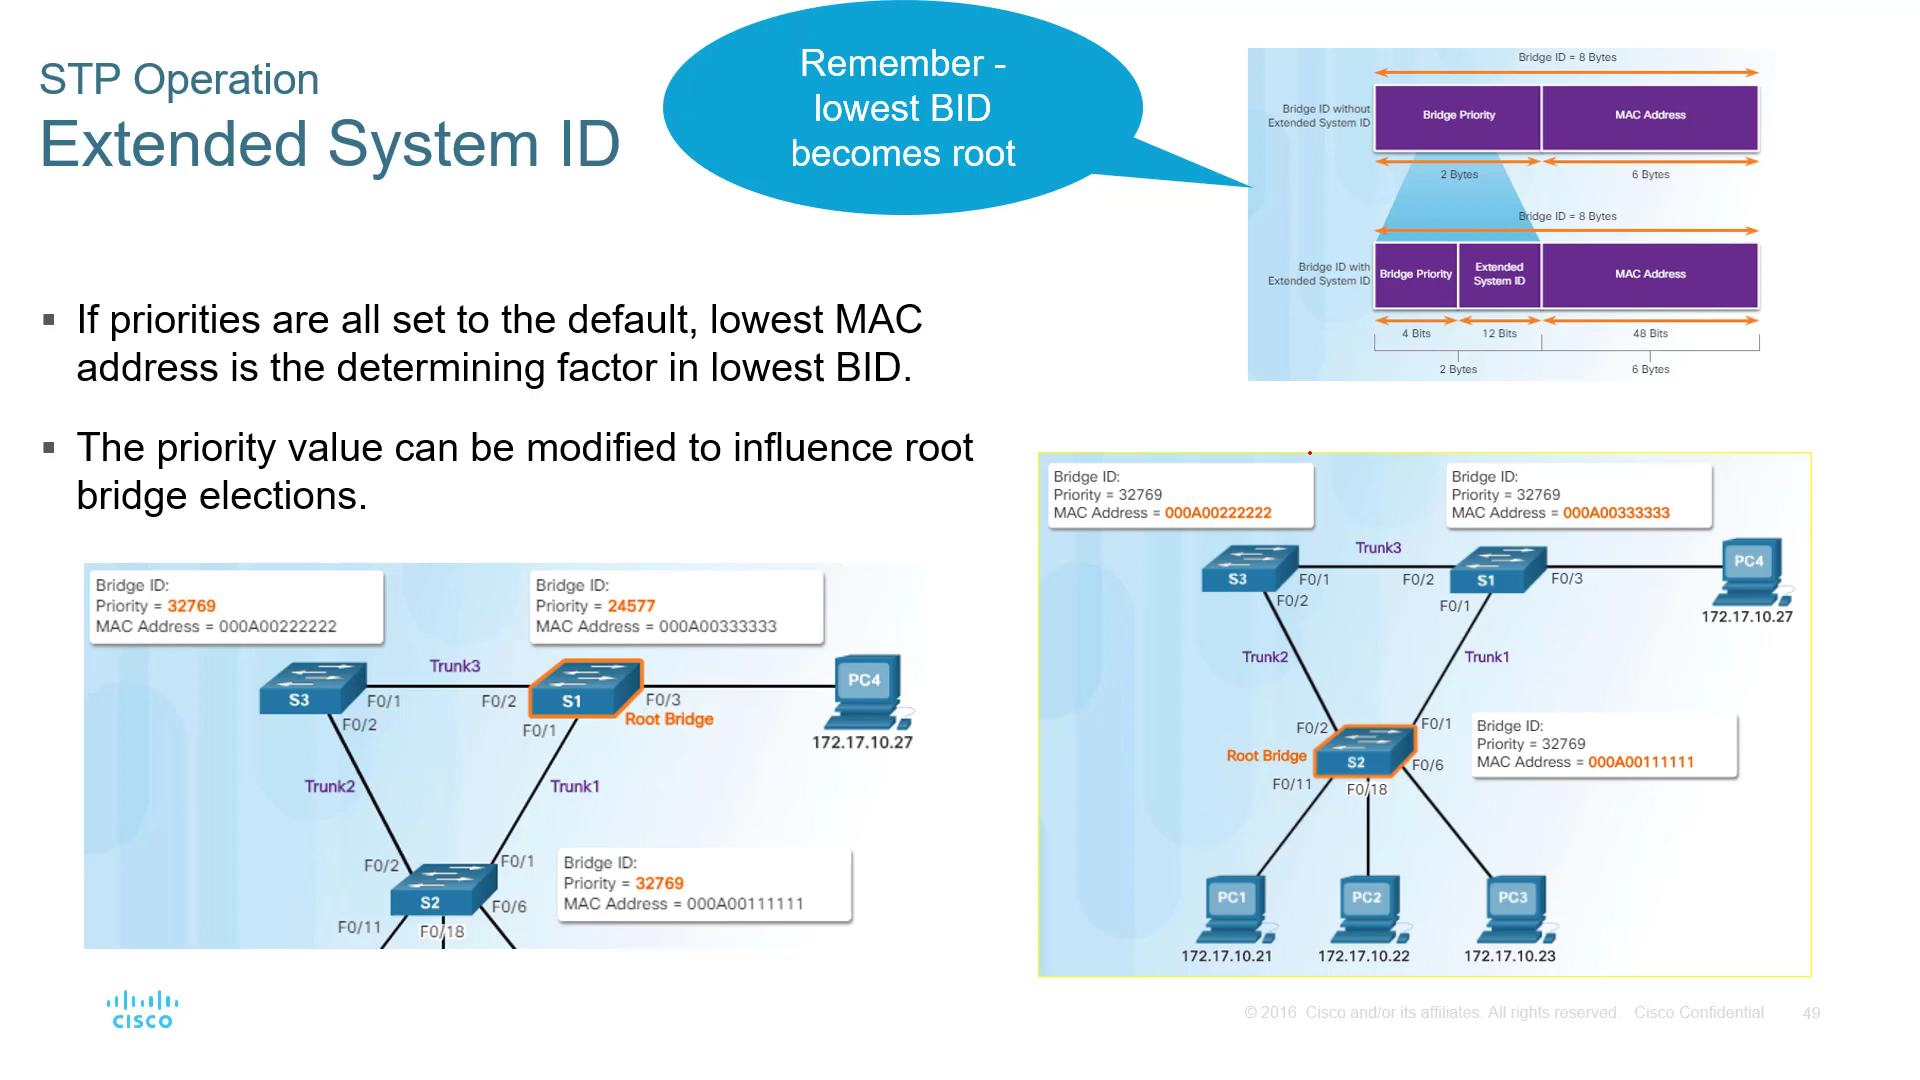 STP Operation
Extended System ID
Remember -
lowest BID
becomes root
Bridge ID = 8 Bytes
Bridge ID without
Extended System ID
Bridge Priority
MAC Address
2 Bytes
6 Bytes
Bridge ID = 8 Bytes
Bridge ID with
Extended System ID
Bridge Priority
Extended
System ID
MAC Address
4 Bits
12 Bits
48 Bits
2 Bytes
6 Bytes
▪ If priorities are all set to the default, lowest MAC
address is the determining factor in lowest BID.
▪ The priority value can be modified to influence root
bridge elections.
Bridge ID:
Priority = 32769
MAC Address = 000A00222222
Bridge ID:
Priority = 24577
MAC Address = 000A00333333
Trunk3
S3
F0/1
F0/2
S1
F0/3
Root Bridge
F0/2
F0/1
PC4
172.17.10.27
Trunk2
Trunk1
F0/2
F0/1
Bridge ID:
Priority = 32769
MAC Address = 000A00111111
S2
F0/6
F0/11
F0/18
Bridge ID:
Priority = 32769
MAC Address = 000A00222222
Bridge ID:
Priority = 32769
MAC Address = 000A00333333
Trunk3
S3
F0/1
F0/2
S1
F0/3
PC4
F0/2
F0/1
172.17.10.27
Trunk2
Trunk1
F0/2
F0/1
Bridge ID:
Priority = 32769
MAC Address = 000A00111111
Root Bridge
S2
F0/6
F0/11
F0/18
PC1
PC2
PC3
172.17.10.21
172.17.10.22
172.17.10.23
CISCO
© 2016 Cisco and/or its affiliates. All rights reserved. Cisco Confidential
49